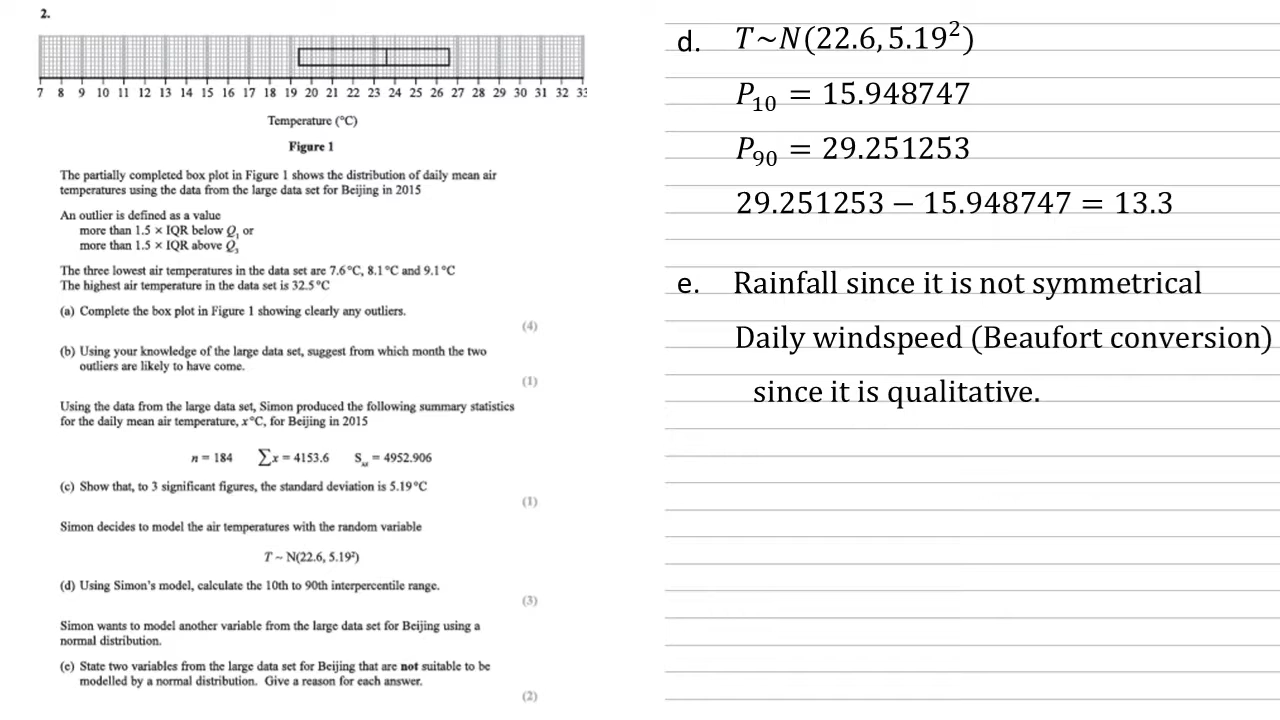 2.
7 8 9 10 11 12 13 14 15 16 17 18 19 20 21 22 23 24 25 26 27 28 29 30 31 32 33
Temperature (°C)
Figure 1
The partially completed box plot in Figure 1 shows the distribution of daily mean air
temperatures using the data from the large data set for Beijing in 2015
An outlier is defined as a value
more than 1.5 × IQR below Q₁ or
more than 1.5 × IQR above Q₃
The three lowest air temperatures in the data set are 7.6 °C, 8.1 °C and 9.1 °C
The highest air temperature in the data set is 32.5 °C
(a) Complete the box plot in Figure 1 showing clearly any outliers.
(4)
(b) Using your knowledge of the large data set, suggest from which month the two
outliers are likely to have come.
(1)
Using the data from the large data set, Simon produced the following summary statistics
for the daily mean air temperature, x °C, for Beijing in 2015
n = 184 ∑x = 4153.6 Sₓₓ = 4952.906
(c) Show that, to 3 significant figures, the standard deviation is 5.19 °C
(1)
Simon decides to model the air temperatures with the random variable
T ~ N(22.6, 5.19²)
(d) Using Simon's model, calculate the 10th to 90th interpercentile range.
(3)
Simon wants to model another variable from the large data set for Beijing using a
normal distribution.
(e) State two variables from the large data set for Beijing that are not suitable to be
modelled by a normal distribution. Give a reason for each answer.
(2)
d. T~N(22.6, 5.19²)
P₁₀ = 15.948747
P₉₀ = 29.251253
29.251253 − 15.948747 = 13.3
e. Rainfall since it is not symmetrical
Daily windspeed (Beaufort conversion)
since it is qualitative.